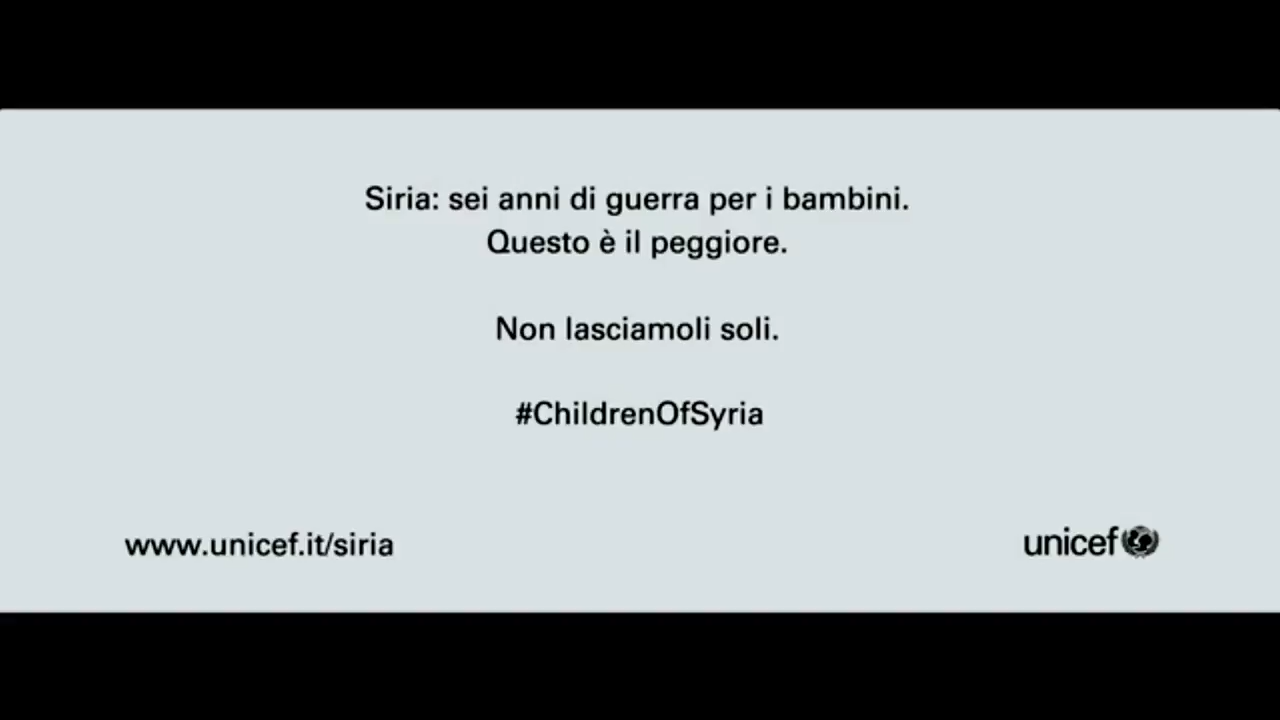 Siria: sei anni di guerra per i bambini.
Questo è il peggiore.
Non lasciamoli soli.
#ChildrenOfSyria
www.unicef.it/siria
unicef